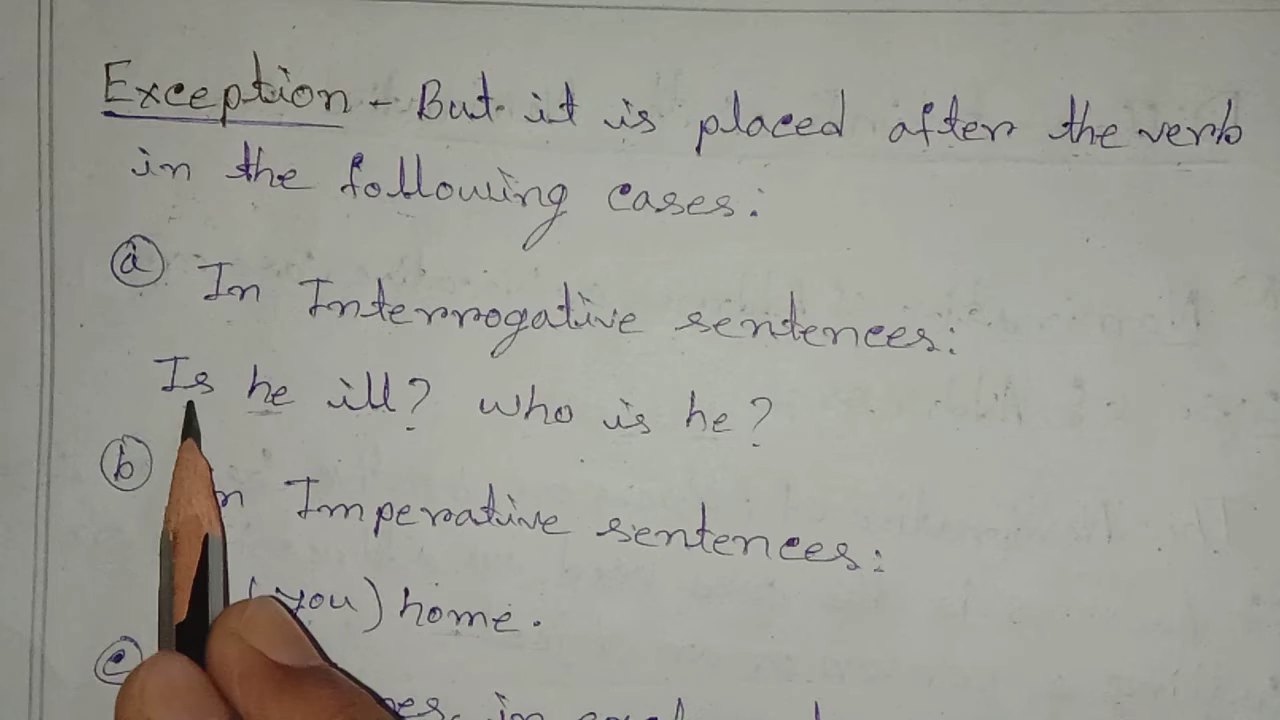 Exception - But it is placed after the verb
in the following cases:
(a) In Interrogative sentences:
Is he ill? Who is he?
(b) Imperative sentences:
(you) home.
(c) in